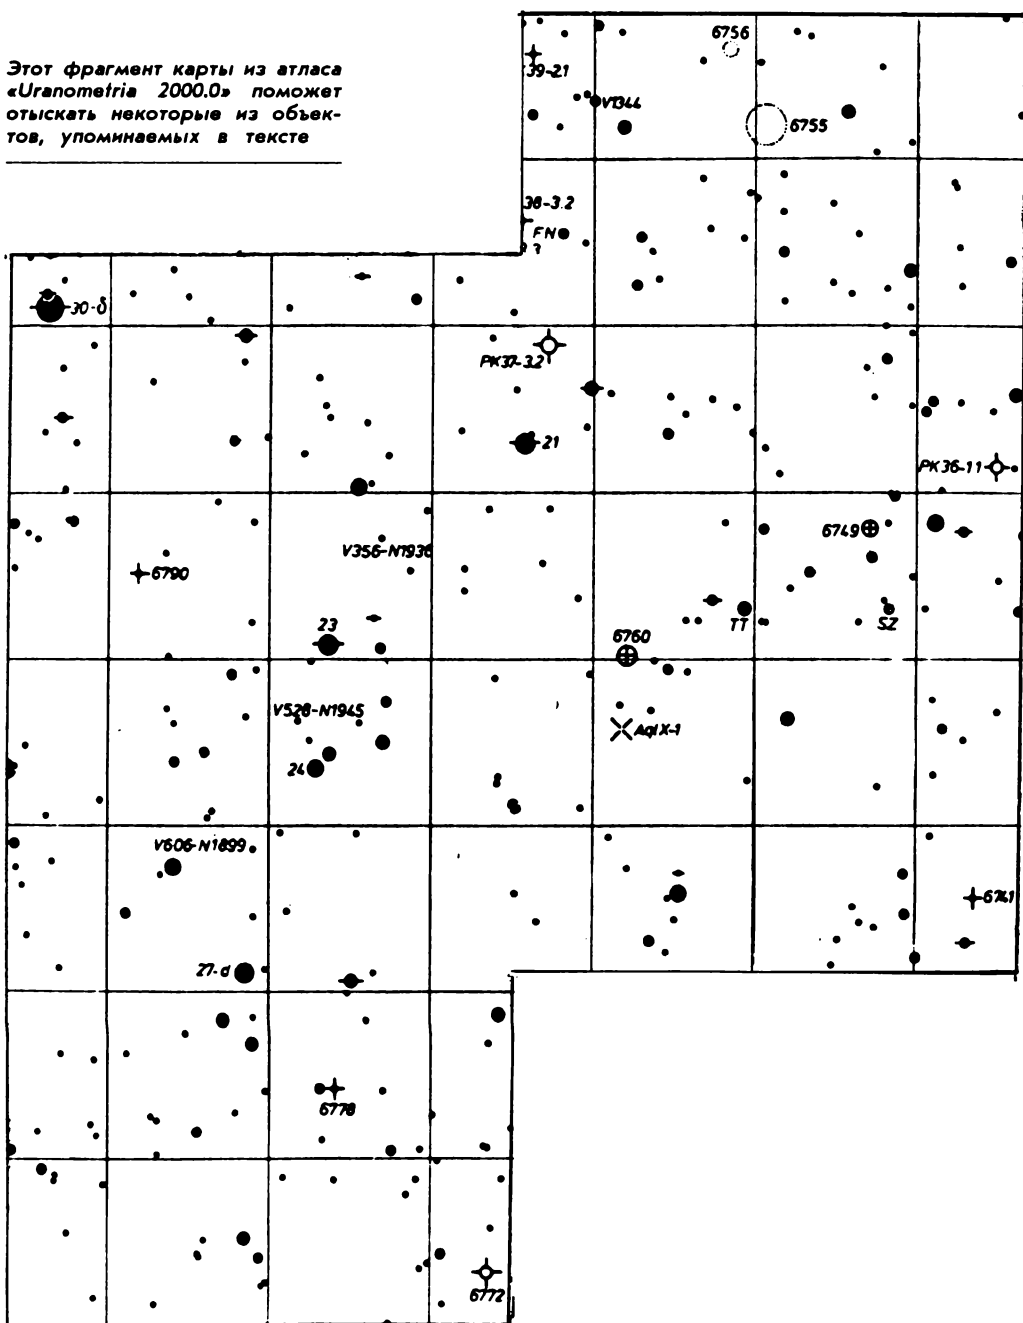 Этот фрагмент карты из атласа
«Uranometria 2000.0» поможет
отыскать некоторые из объек-
тов, упоминаемых в тексте
6756
39-21
V1344
6755
38-3.2
FN
30-δ
PK37-3.2
21
PK36-1.1
V356-N1936
6749
6790
23
TT
SZ
6760
V528-N1945
AqlX-1
24
V606-N1899
6741
27-d
6778
6772